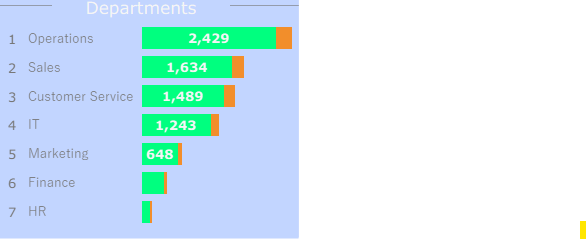 Departments
1 Operations 2,429
2 Sales 1,634
3 Customer Service 1,489
4 IT 1,243
5 Marketing 648
6 Finance
7 HR